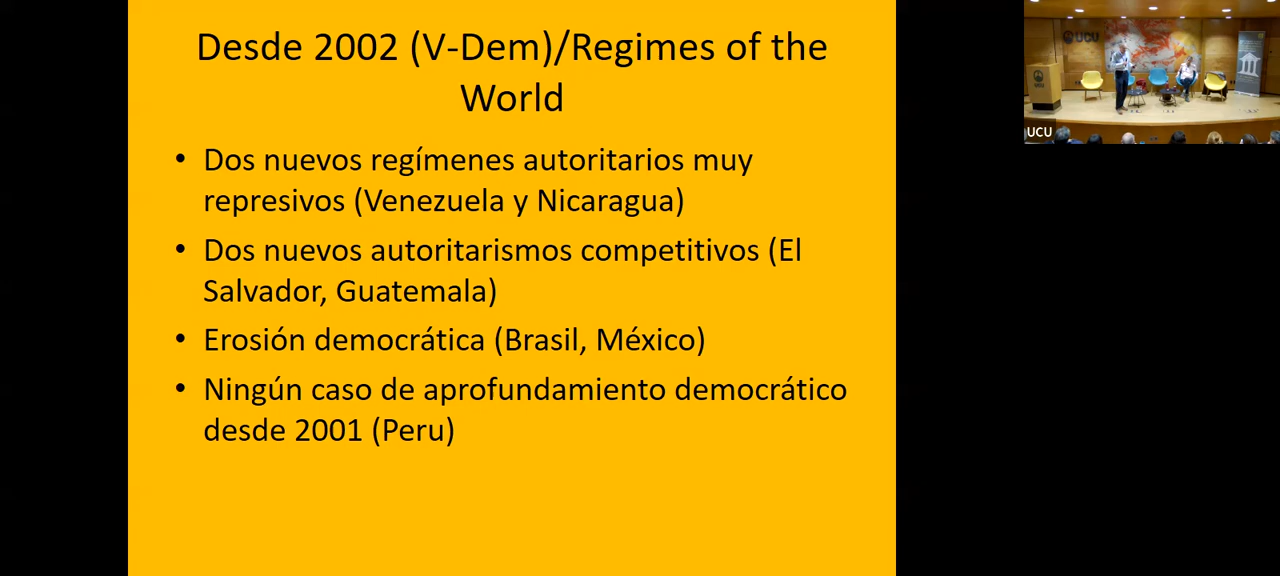 Desde 2002 (V-Dem)/Regimes of the
World
• Dos nuevos regímenes autoritarios muy
represivos (Venezuela y Nicaragua)
• Dos nuevos autoritarismos competitivos (El
Salvador, Guatemala)
• Erosión democrática (Brasil, México)
• Ningún caso de aprofundamiento democrático
desde 2001 (Peru)
UCU
UCU